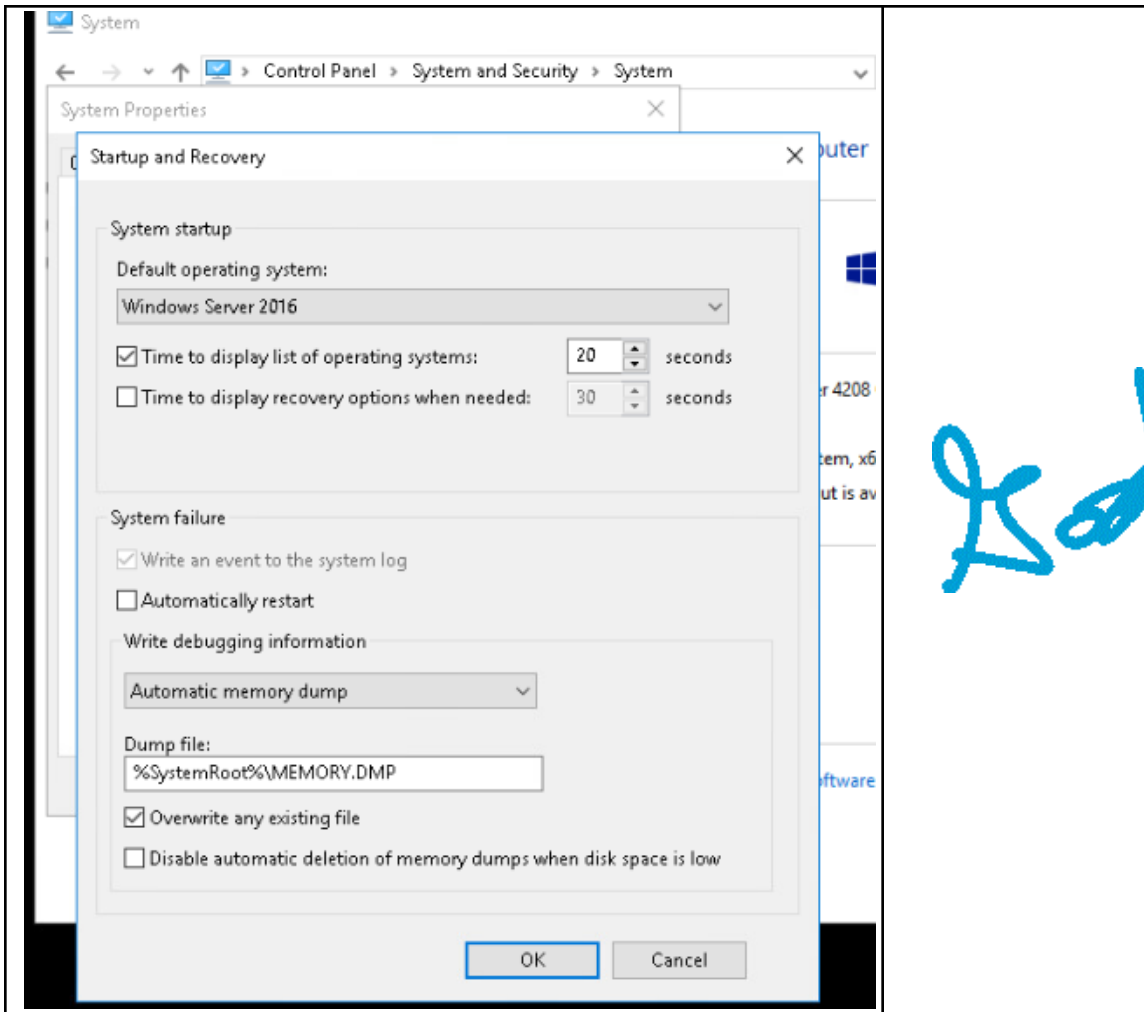 System
Control Panel > System and Security > System
System Properties
Startup and Recovery
puter
System startup
Default operating system:
Windows Server 2016
Time to display list of operating systems: 20 seconds
Time to display recovery options when needed: 30 seconds
er 4208
tem, x6
ut is av
System failure
Write an event to the system log
Automatically restart
Write debugging information
Automatic memory dump
Dump file:
%SystemRoot%\MEMORY.DMP
oftware
Overwrite any existing file
Disable automatic deletion of memory dumps when disk space is low
OK Cancel